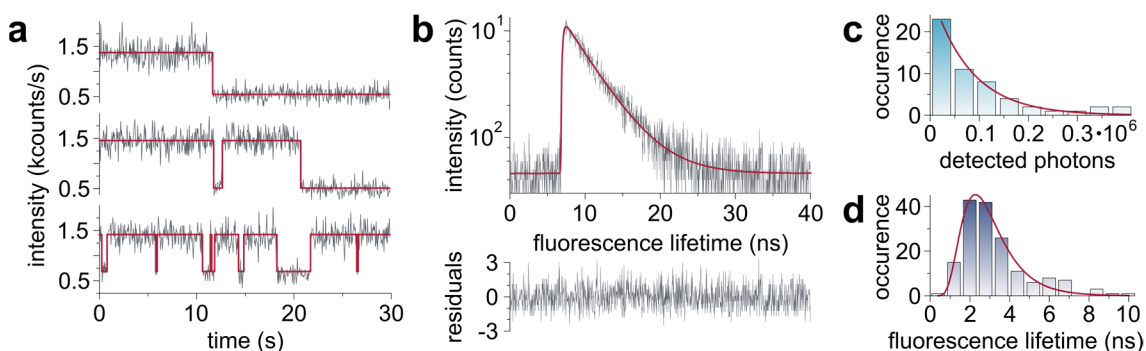 a
intensity (kcounts/s)
1.5
0.5
1.5
0.5
1.5
0.5
0 10 20 30
time (s)
b
intensity (counts)
10¹
10²
0 10 20 30 40
fluorescence lifetime (ns)
residuals
3
0
-3
c
occurence
20
10
0
0 0.1 0.2 0.3·10⁶
detected photons
d
occurence
40
20
0
0 2 4 6 8 10
fluorescence lifetime (ns)